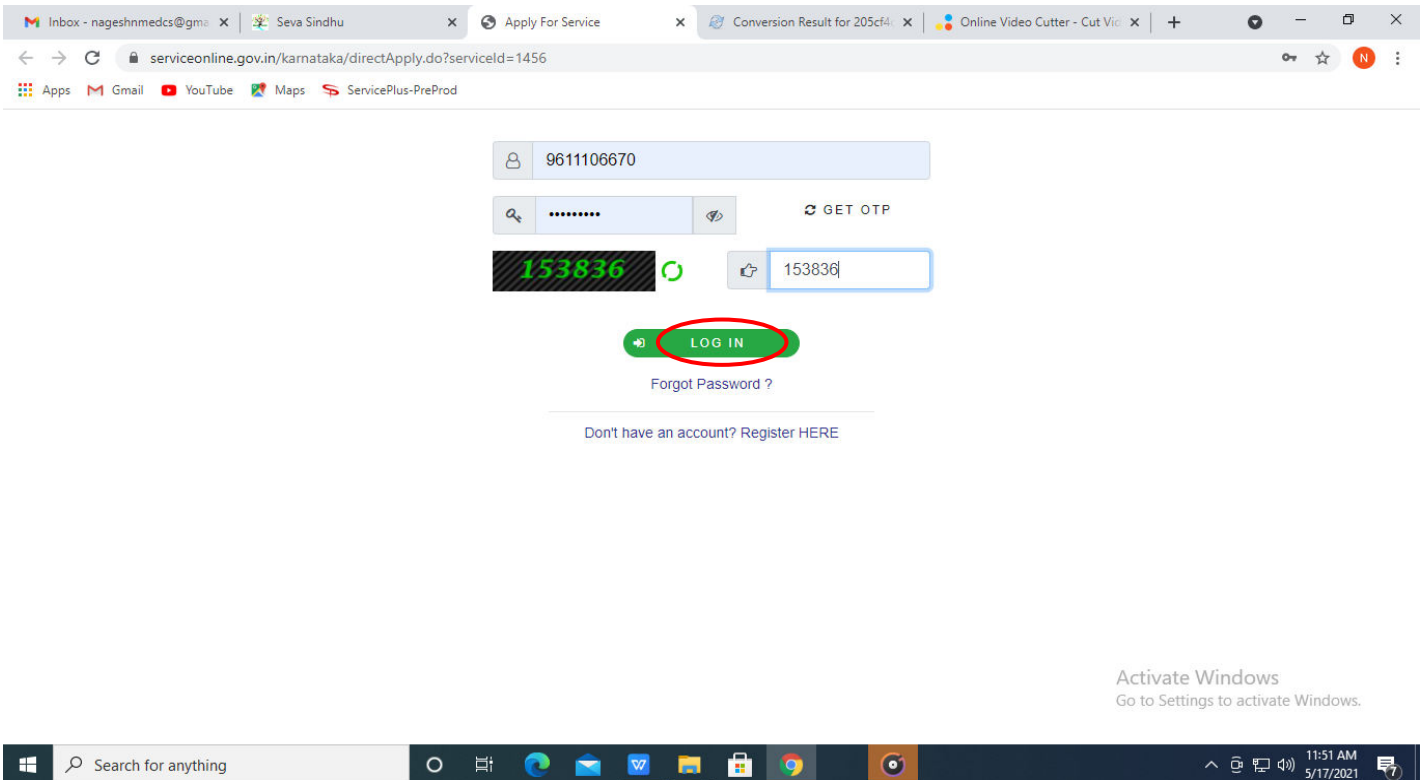 Inbox - nageshnmedcs@gma
Seva Sindhu
Apply For Service
Conversion Result for 205cf4
Online Video Cutter - Cut Vid
serviceonline.gov.in/karnataka/directApply.do?serviceId=1456
N
Apps
Gmail
YouTube
Maps
ServicePlus-PreProd
9611106670
•••••••••
GET OTP
153836
153836
LOG IN
Forgot Password ?
Don't have an account? Register HERE
Activate Windows
Go to Settings to activate Windows.
Search for anything
11:51 AM
5/17/2021
7